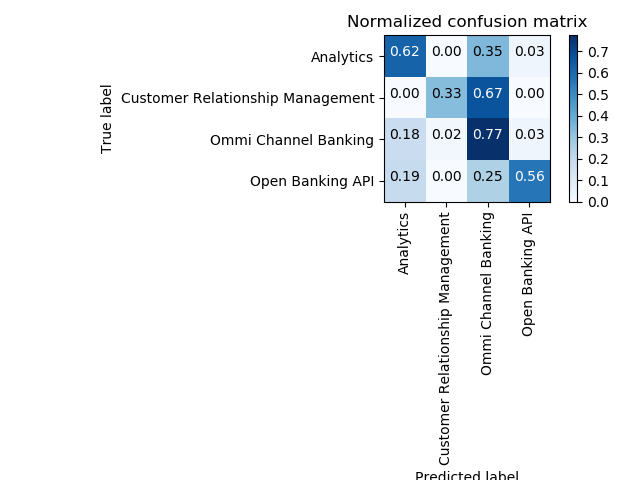 Normalized confusion matrix
True label
Analytics
Customer Relationship Management
Ommi Channel Banking
Open Banking API
0.62 0.00 0.35 0.03
0.00 0.33 0.67 0.00
0.18 0.02 0.77 0.03
0.19 0.00 0.25 0.56
0.7
0.6
0.5
0.4
0.3
0.2
0.1
0.0
Analytics
Customer Relationship Management
Ommi Channel Banking
Open Banking API
Predicted label